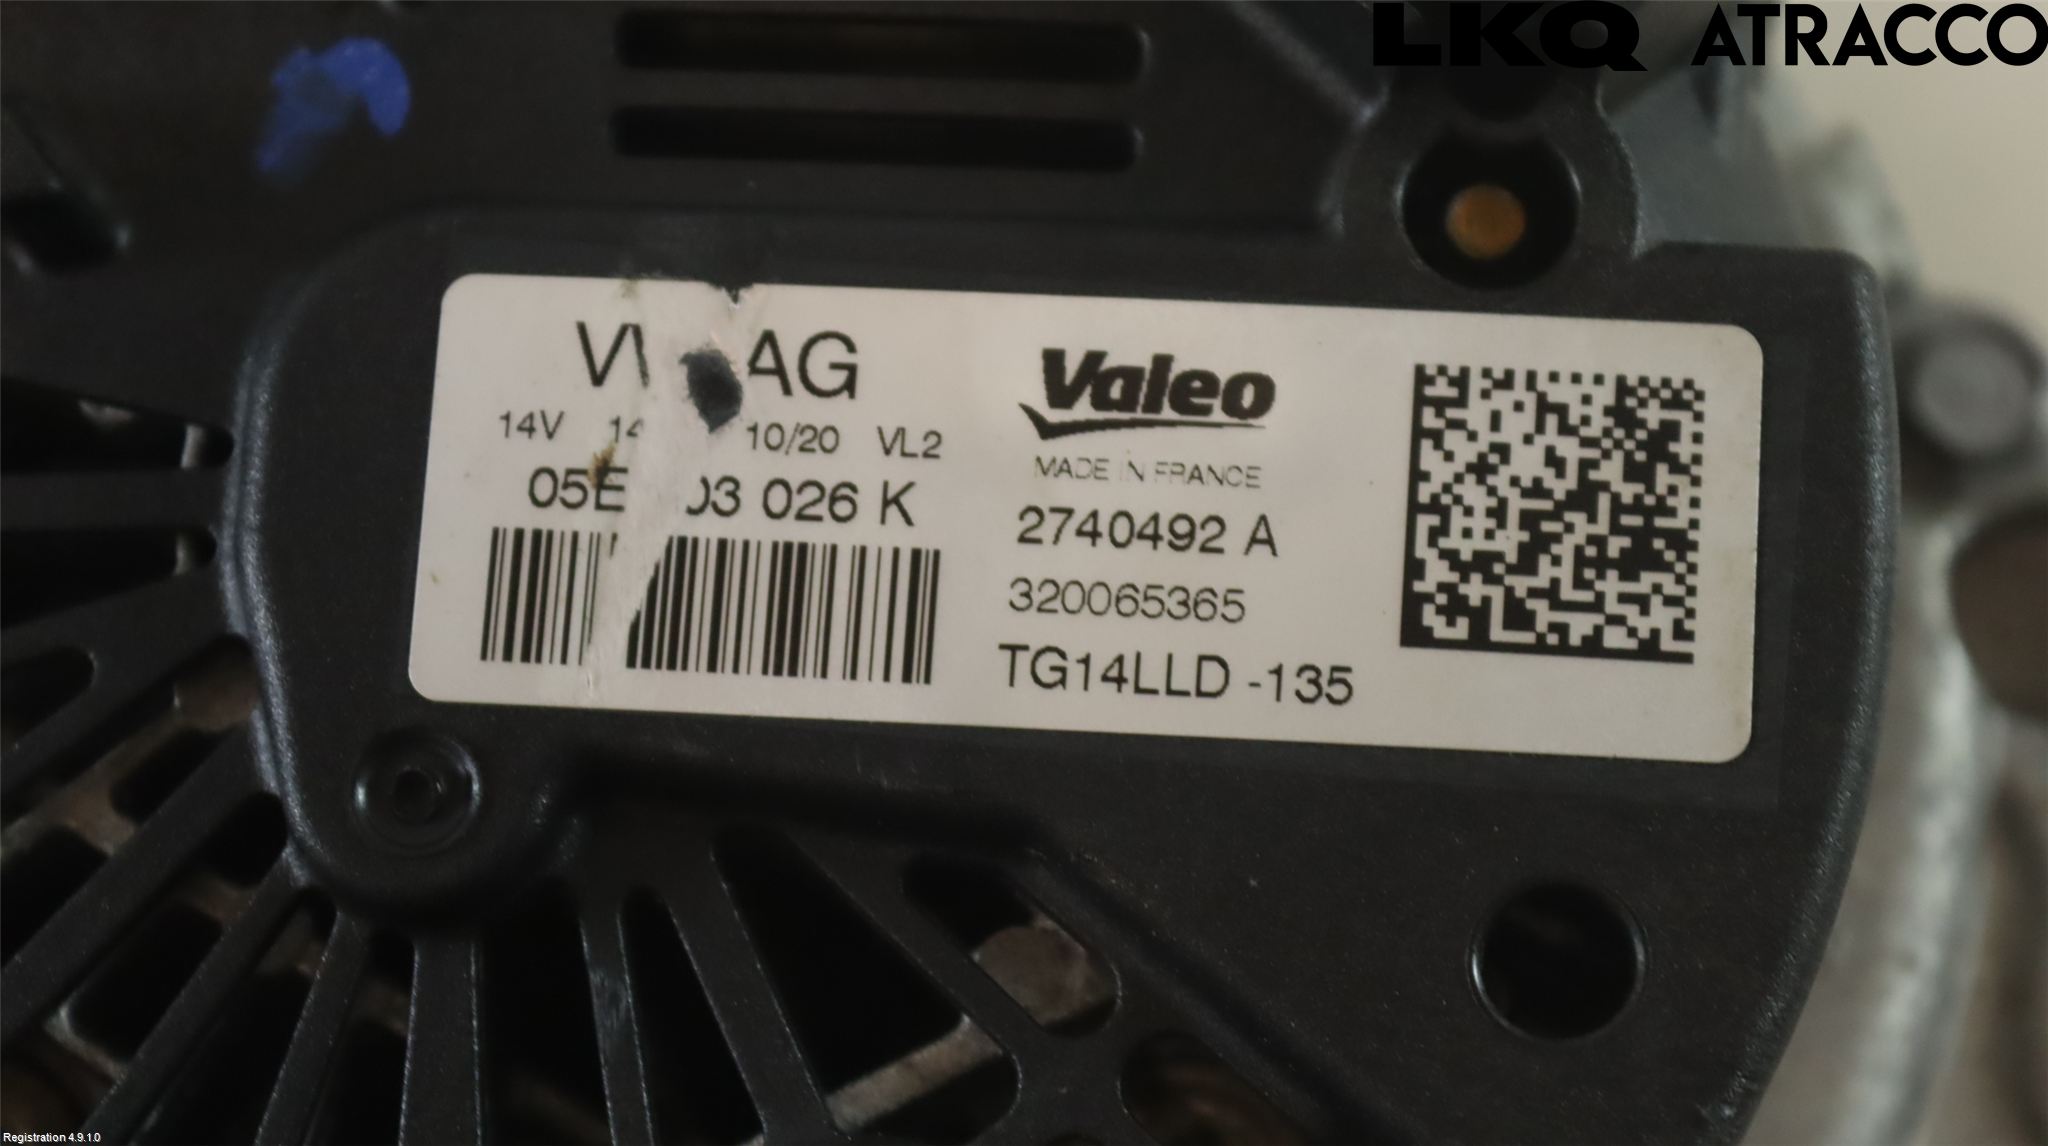 LKQ ATRACCO
AG
14V 10/20 VL2
026 K
Valeo
MADE IN FRANCE
2740492 A
320065365
TG14LLD -135
Registration 4.9.1.0